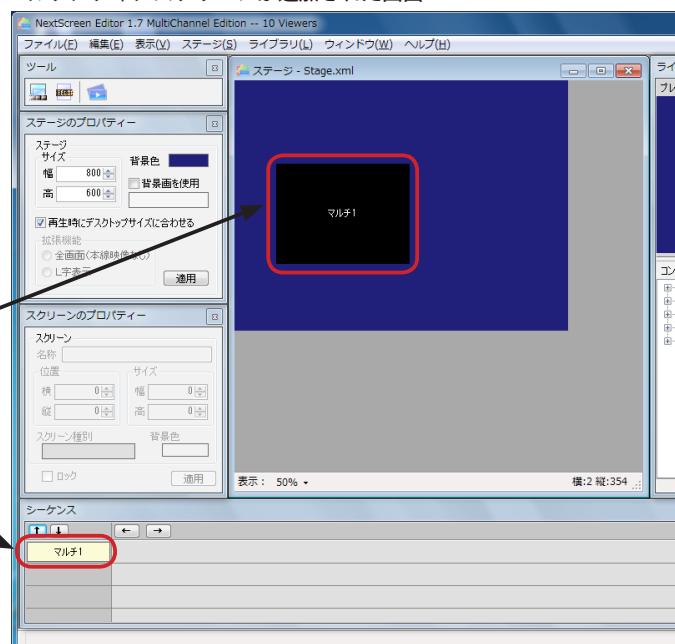 NextScreen Editor 1.7 MultiChannel Edition -- 10 Viewers
ファイル(F) 編集(E) 表示(V) ステージ(S) ライブラリ(L) ウィンドウ(W) ヘルプ(H)
ツール
ステージのプロパティー
ステージ
サイズ
幅 800
高 600
背景色
背景画を使用
再生時にデスクトップサイズに合わせる
拡張機能
全画面(本線映像なし)
L字表示
適用
スクリーンのプロパティー
スクリーン
名称
位置
横 0
縦 0
サイズ
幅 0
高 0
スクリーン種別
背景色
ロック
適用
ステージ - Stage.xml
マルチ1
表示： 50%
横:2 縦:354
ライ
プレ
コン
シーケンス
マルチ1